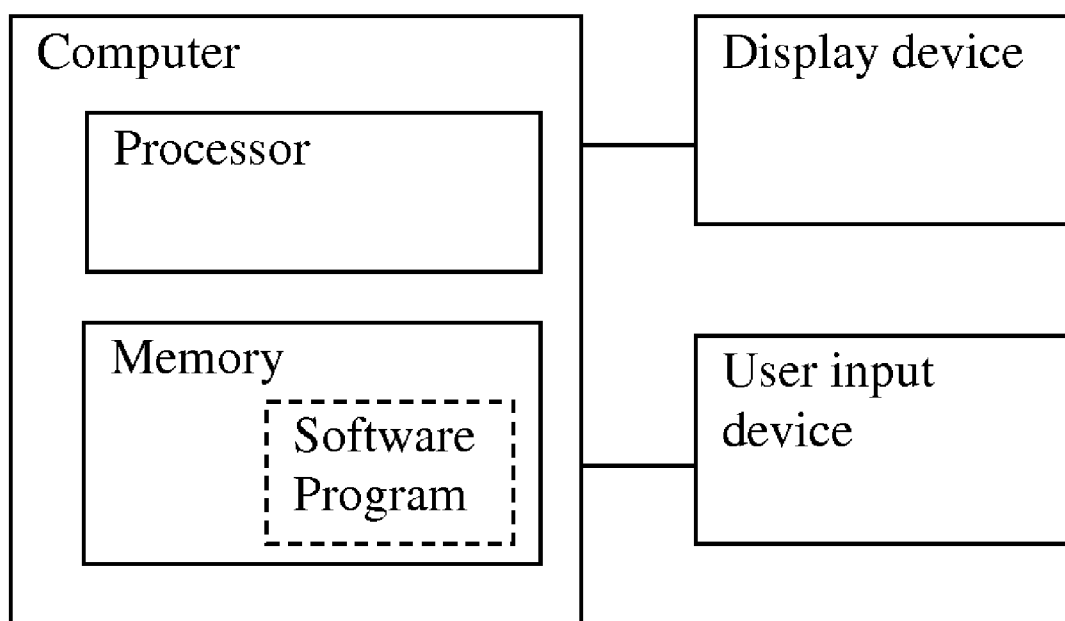 Computer
Processor
Memory
Software
Program
Display device
User input
device